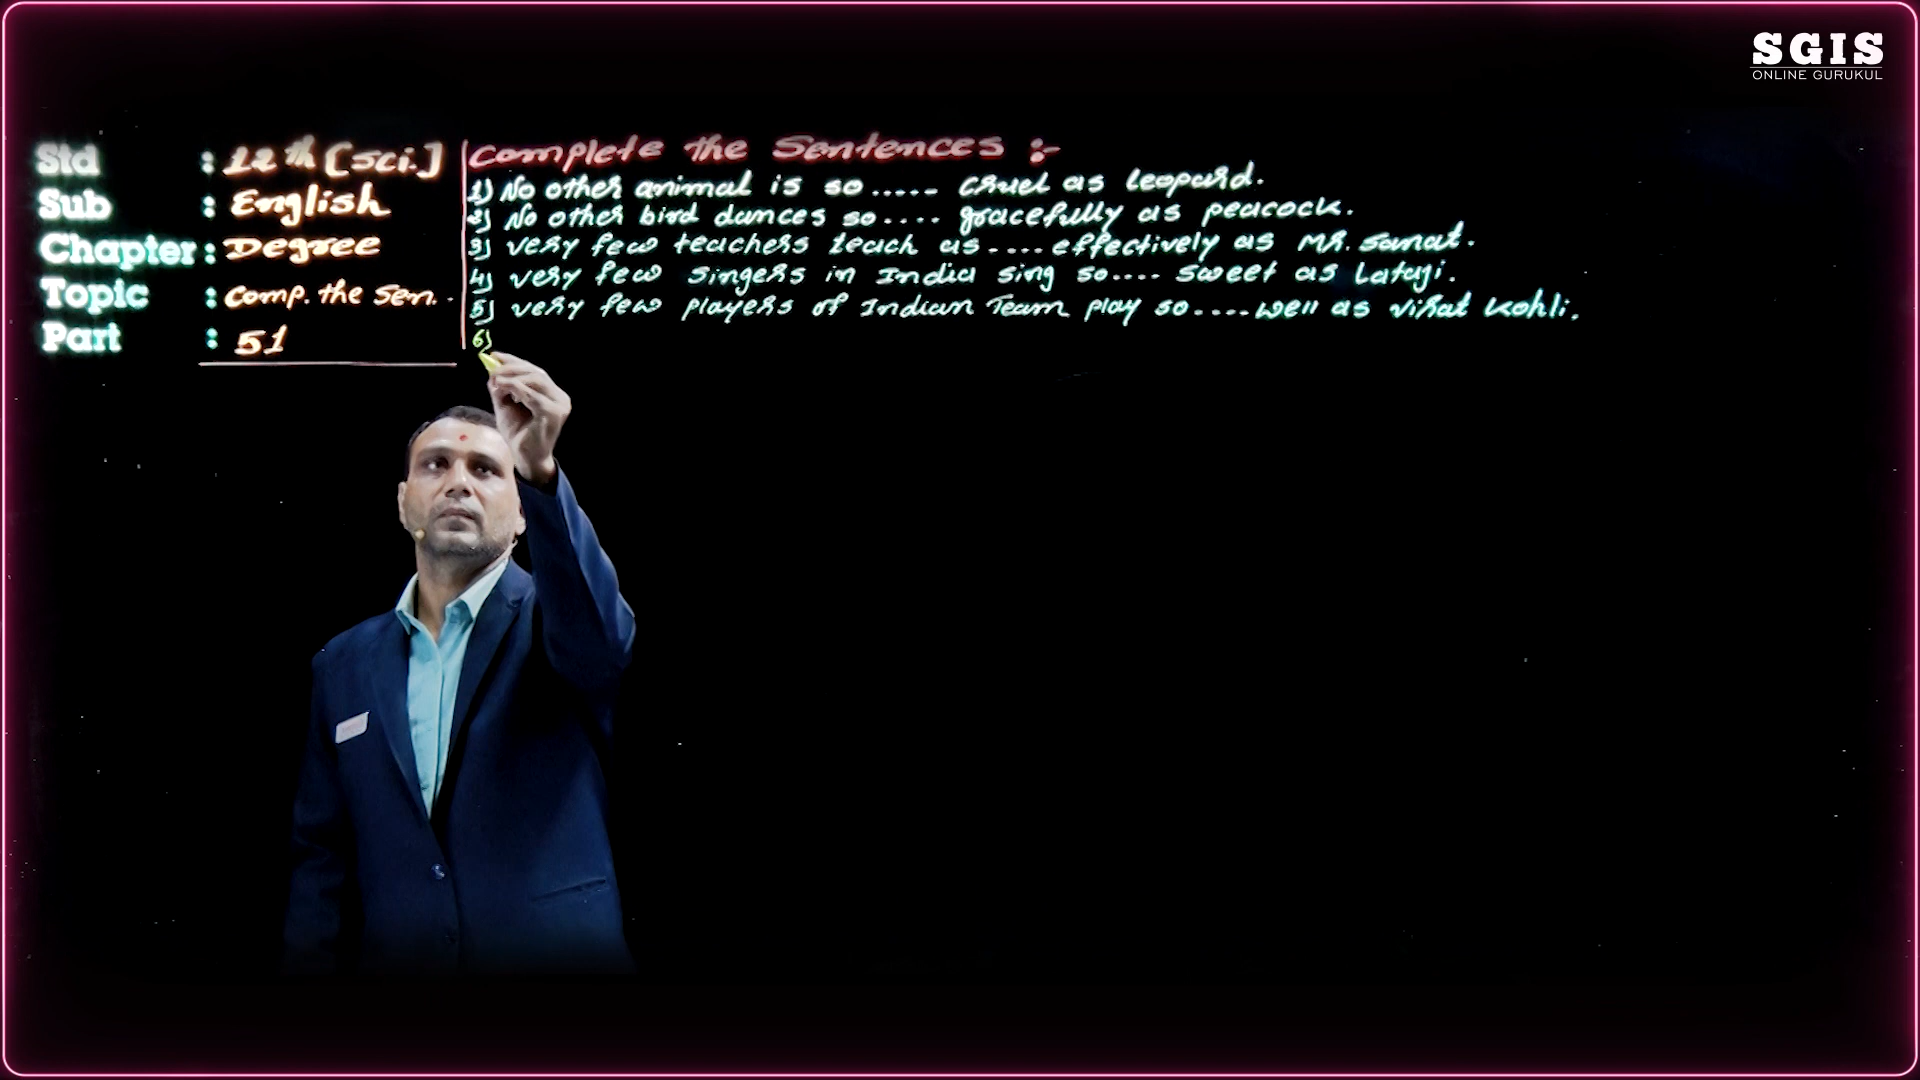 SGIS
ONLINE GURUKUL
Std : 12th [sci.]
Sub : English
Chapter : Degree
Topic : Comp. the Sen.
Part : 51
Complete the Sentences :-
1) No other animal is so ..... cruel as leopard.
2) No other bird dances so .... gracefully as peacock.
3) very few teachers teach as .... effectively as MR. Sanat.
4) very few singers in India sing so .... sweet as Lataji.
5) very few players of Indian Team play so .... well as virat kohli.
6)